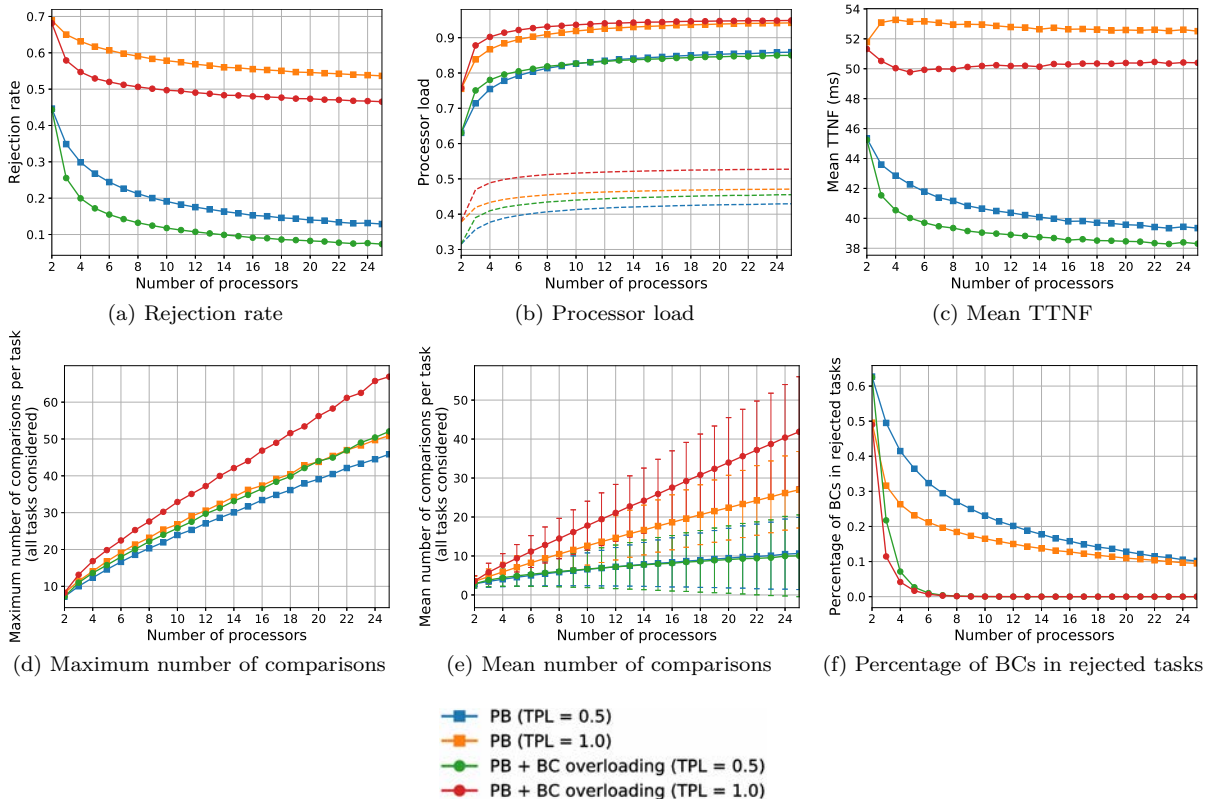 0.7
0.6
0.5
0.4
0.3
0.2
0.1
Rejection rate
2 4 6 8 10 12 14 16 18 20 22 24
Number of processors
(a) Rejection rate
0.9
0.8
0.7
0.6
0.5
0.4
0.3
Processor load
2 4 6 8 10 12 14 16 18 20 22 24
Number of processors
(b) Processor load
54
52
50
48
46
44
42
40
38
Mean TTNF (ms)
2 4 6 8 10 12 14 16 18 20 22 24
Number of processors
(c) Mean TTNF
Maximum number of comparisons per task
(all tasks considered)
60
50
40
30
20
10
2 4 6 8 10 12 14 16 18 20 22 24
Number of processors
(d) Maximum number of comparisons
Mean number of comparisons per task
(all tasks considered)
50
40
30
20
10
0
2 4 6 8 10 12 14 16 18 20 22 24
Number of processors
(e) Mean number of comparisons
Percentage of BCs in rejected tasks
0.6
0.5
0.4
0.3
0.2
0.1
0.0
2 4 6 8 10 12 14 16 18 20 22 24
Number of processors
(f) Percentage of BCs in rejected tasks
PB (TPL = 0.5)
PB (TPL = 1.0)
PB + BC overloading (TPL = 0.5)
PB + BC overloading (TPL = 1.0)